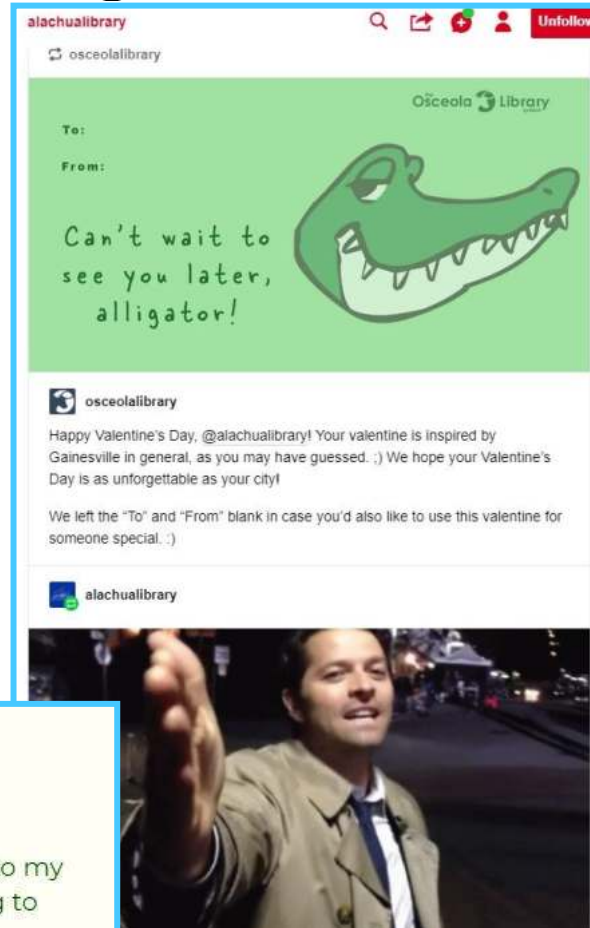 alachualibrary
Unfollow
osceolalibrary
Osceola Library
To:
From:
Can't wait to
see you later,
alligator!
osceolalibrary
Happy Valentine's Day, @alachualibrary! Your valentine is inspired by
Gainesville in general, as you may have guessed. ;) We hope your Valentine's
Day is as unforgettable as your city!
We left the "To" and "From" blank in case you'd also like to use this valentine for
someone special. :)
alachualibrary
o my
g to